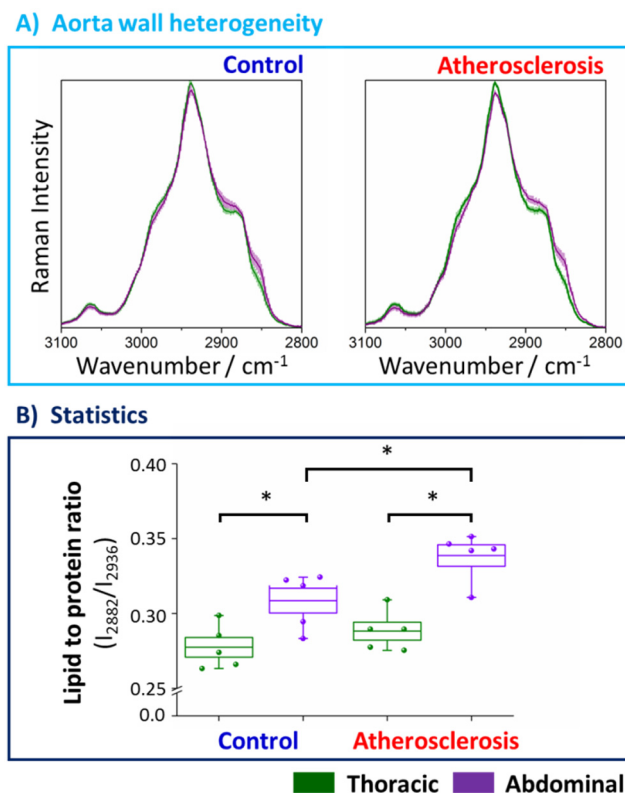 A) Aorta wall heterogeneity
Control
Atherosclerosis
Raman Intensity
3100 3000 2900 2800
Wavenumber / cm⁻¹
3100 3000 2900 2800
Wavenumber / cm⁻¹
B) Statistics
Lipid to protein ratio
(I₂₈₈₂/I₂₉₃₆)
0.40
0.35
0.30
0.25
0.0
*
*
*
Control
Atherosclerosis
Thoracic
Abdominal